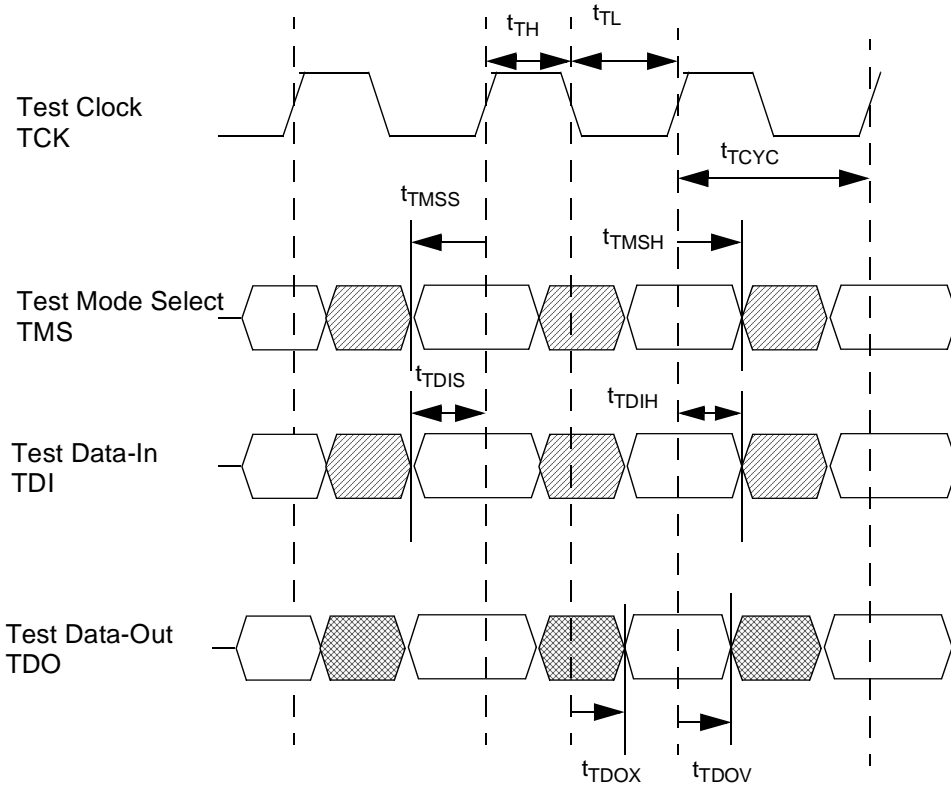 tTH
tTL
Test Clock
TCK
tTCYC
tTMSS
tTMSH
Test Mode Select
TMS
tTDIS
tTDIH
Test Data-In
TDI
Test Data-Out
TDO
tTDOX
tTDOV